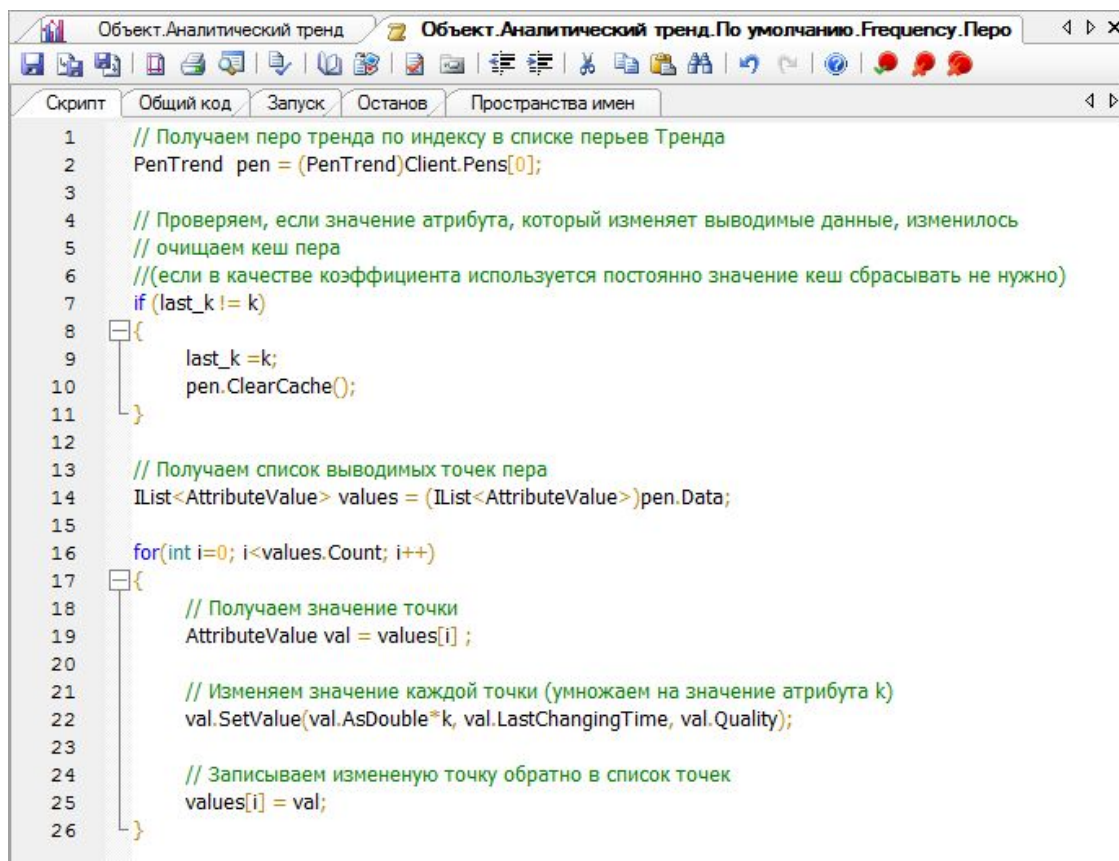 Объект.Аналитический тренд Объект.Аналитический тренд.По умолчанию.Frequency.Перо
Скрипт Общий код Запуск Останов Пространства имен
1 // Получаем перо тренда по индексу в списке перьев Тренда
2 PenTrend pen = (PenTrend)Client.Pens[0];
3
4 // Проверяем, если значение атрибута, который изменяет выводимые данные, изменилось
5 // очищаем кеш пера
6 //(если в качестве коэффициента используется постоянно значение кеш сбрасывать не нужно)
7 if (last_k != k)
8 {
9 last_k =k;
10 pen.ClearCache();
11 }
12
13 // Получаем список выводимых точек пера
14 IList<AttributeValue> values = (IList<AttributeValue>)pen.Data;
15
16 for(int i=0; i<values.Count; i++)
17 {
18 // Получаем значение точки
19 AttributeValue val = values[i] ;
20
21 // Изменяем значение каждой точки (умножаем на значение атрибута k)
22 val.SetValue(val.AsDouble*k, val.LastChangingTime, val.Quality);
23
24 // Записываем измененую точку обратно в список точек
25 values[i] = val;
26 }